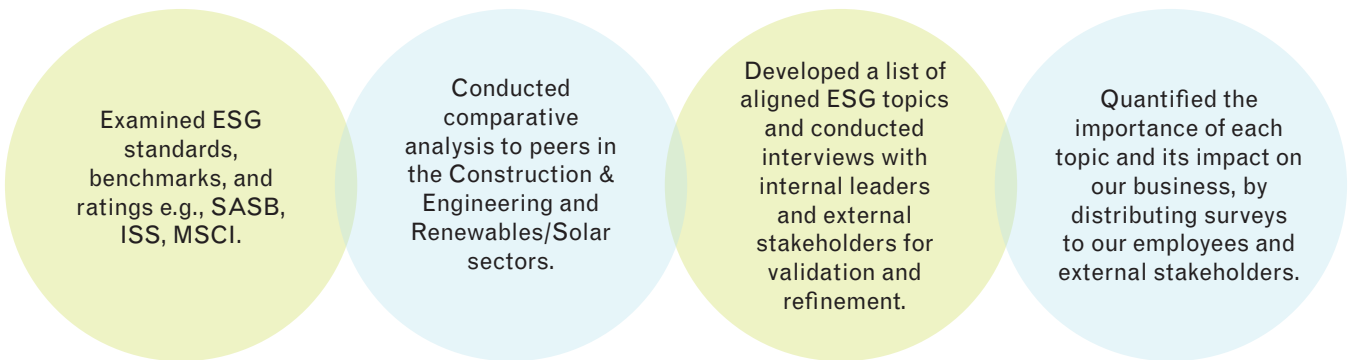 Examined ESG
standards,
benchmarks, and
ratings e.g., SASB,
ISS, MSCI.
Conducted
comparative
analysis to peers in
the Construction &
Engineering and
Renewables/Solar
sectors.
Developed a list of
aligned ESG topics
and conducted
interviews with
internal leaders
and external
stakeholders for
validation and
refinement.
Quantified the
importance of each
topic and its impact on
our business, by
distributing surveys
to our employees and
external stakeholders.